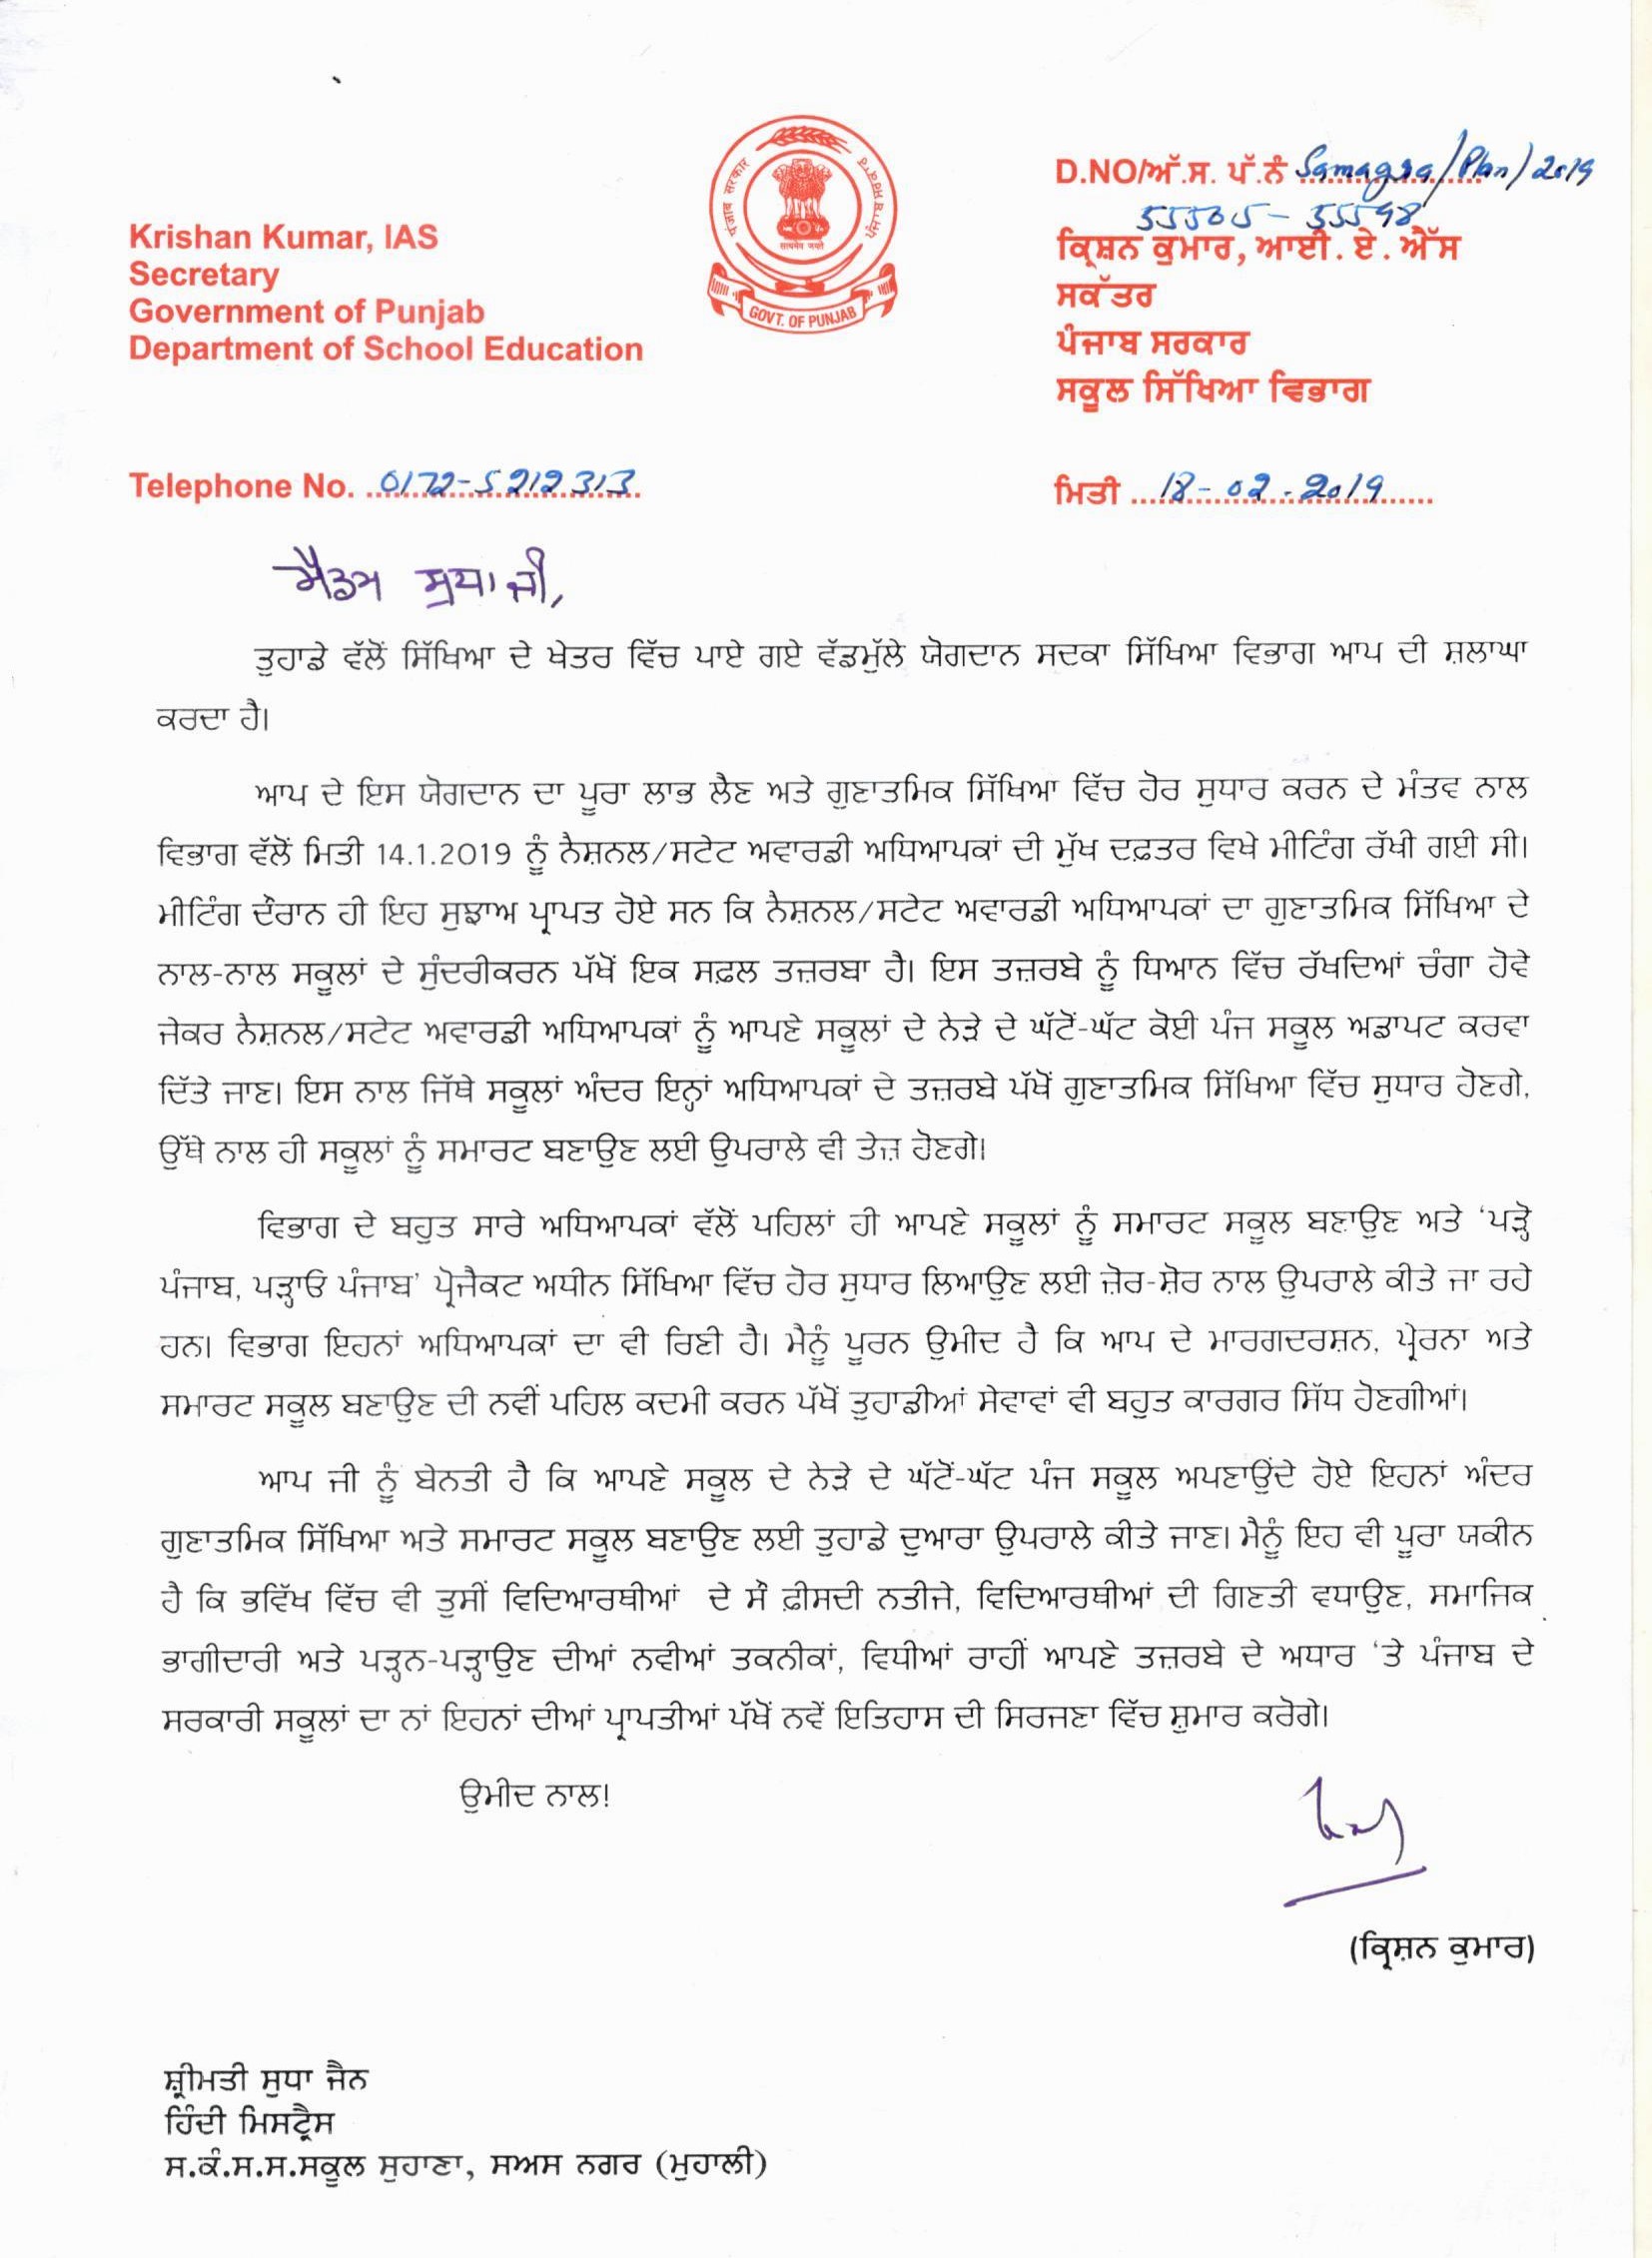 D.NO/ਅੱ.ਸ. ਪੱ.ਨੰ Samagra/Plan/2019
Krishan Kumar, IAS
Secretary
Government of Punjab
Department of School Education
ਪੰਜਾਬ ਸਰਕਾਰ
सत्यमेव जयते
GOVT. OF PUNJAB
ਕ੍ਰਿਸ਼ਨ ਕੁਮਾਰ, ਆਈ. ਏ. ਐੱਸ
ਸਕੱਤਰ
ਪੰਜਾਬ ਸਰਕਾਰ
ਸਕੂਲ ਸਿੱਖਿਆ ਵਿਭਾਗ
Telephone No. 0172-5212313
ਮਿਤੀ 18-02-2019
ਮੈਡਮ ਸੁਧਾ ਜੀ,
ਤੁਹਾਡੇ ਵੱਲੋਂ ਸਿੱਖਿਆ ਦੇ ਖੇਤਰ ਵਿੱਚ ਪਾਏ ਗਏ ਵੱਡਮੁੱਲੇ ਯੋਗਦਾਨ ਸਦਕਾ ਸਿੱਖਿਆ ਵਿਭਾਗ ਆਪ ਦੀ ਸ਼ਲਾਘਾ
ਕਰਦਾ ਹੈ।
ਆਪ ਦੇ ਇਸ ਯੋਗਦਾਨ ਦਾ ਪੂਰਾ ਲਾਭ ਲੈਣ ਅਤੇ ਗੁਣਾਤਮਿਕ ਸਿੱਖਿਆ ਵਿੱਚ ਹੋਰ ਸੁਧਾਰ ਕਰਨ ਦੇ ਮੰਤਵ ਨਾਲ
ਵਿਭਾਗ ਵੱਲੋਂ ਮਿਤੀ 14.1.2019 ਨੂੰ ਨੈਸ਼ਨਲ/ਸਟੇਟ ਅਵਾਰਡੀ ਅਧਿਆਪਕਾਂ ਦੀ ਮੁੱਖ ਦਫ਼ਤਰ ਵਿਖੇ ਮੀਟਿੰਗ ਰੱਖੀ ਗਈ ਸੀ।
ਮੀਟਿੰਗ ਦੌਰਾਨ ਹੀ ਇਹ ਸੁਝਾਅ ਪ੍ਰਾਪਤ ਹੋਏ ਸਨ ਕਿ ਨੈਸ਼ਨਲ/ਸਟੇਟ ਅਵਾਰਡੀ ਅਧਿਆਪਕਾਂ ਦਾ ਗੁਣਾਤਮਿਕ ਸਿੱਖਿਆ ਦੇ
ਨਾਲ-ਨਾਲ ਸਕੂਲਾਂ ਦੇ ਸੁੰਦਰੀਕਰਨ ਪੱਖੋਂ ਇਕ ਸਫ਼ਲ ਤਜ਼ਰਬਾ ਹੈ। ਇਸ ਤਜ਼ਰਬੇ ਨੂੰ ਧਿਆਨ ਵਿੱਚ ਰੱਖਦਿਆਂ ਚੰਗਾ ਹੋਵੇ
ਜੇਕਰ ਨੈਸ਼ਨਲ/ਸਟੇਟ ਅਵਾਰਡੀ ਅਧਿਆਪਕਾਂ ਨੂੰ ਆਪਣੇ ਸਕੂਲਾਂ ਦੇ ਨੇੜੇ ਦੇ ਘੱਟੋਂ-ਘੱਟ ਕੋਈ ਪੰਜ ਸਕੂਲ ਅਡਾਪਟ ਕਰਵਾ
ਦਿੱਤੇ ਜਾਣ। ਇਸ ਨਾਲ ਜਿੱਥੇ ਸਕੂਲਾਂ ਅੰਦਰ ਇਨ੍ਹਾਂ ਅਧਿਆਪਕਾਂ ਦੇ ਤਜ਼ਰਬੇ ਪੱਖੋਂ ਗੁਣਾਤਮਿਕ ਸਿੱਖਿਆ ਵਿੱਚ ਸੁਧਾਰ ਹੋਣਗੇ,
ਉੱਥੇ ਨਾਲ ਹੀ ਸਕੂਲਾਂ ਨੂੰ ਸਮਾਰਟ ਬਣਾਉਣ ਲਈ ਉਪਰਾਲੇ ਵੀ ਤੇਜ਼ ਹੋਣਗੇ।
ਵਿਭਾਗ ਦੇ ਬਹੁਤ ਸਾਰੇ ਅਧਿਆਪਕਾਂ ਵੱਲੋਂ ਪਹਿਲਾਂ ਹੀ ਆਪਣੇ ਸਕੂਲਾਂ ਨੂੰ ਸਮਾਰਟ ਸਕੂਲ ਬਣਾਉਣ ਅਤੇ ‘ਪੜ੍ਹੋ
ਪੰਜਾਬ, ਪੜ੍ਹਾਓ ਪੰਜਾਬ’ ਪ੍ਰੋਜੈਕਟ ਅਧੀਨ ਸਿੱਖਿਆ ਵਿੱਚ ਹੋਰ ਸੁਧਾਰ ਲਿਆਉਣ ਲਈ ਜ਼ੋਰ-ਸ਼ੋਰ ਨਾਲ ਉਪਰਾਲੇ ਕੀਤੇ ਜਾ ਰਹੇ
ਹਨ। ਵਿਭਾਗ ਇਹਨਾਂ ਅਧਿਆਪਕਾਂ ਦਾ ਵੀ ਰਿਣੀ ਹੈ। ਮੈਨੂੰ ਪੂਰਨ ਉਮੀਦ ਹੈ ਕਿ ਆਪ ਦੇ ਮਾਰਗਦਰਸ਼ਨ, ਪ੍ਰੇਰਨਾ ਅਤੇ
ਸਮਾਰਟ ਸਕੂਲ ਬਣਾਉਣ ਦੀ ਨਵੀਂ ਪਹਿਲ ਕਦਮੀ ਕਰਨ ਪੱਖੋਂ ਤੁਹਾਡੀਆਂ ਸੇਵਾਵਾਂ ਵੀ ਬਹੁਤ ਕਾਰਗਰ ਸਿੱਧ ਹੋਣਗੀਆਂ।
ਆਪ ਜੀ ਨੂੰ ਬੇਨਤੀ ਹੈ ਕਿ ਆਪਣੇ ਸਕੂਲ ਦੇ ਨੇੜੇ ਦੇ ਘੱਟੋਂ-ਘੱਟ ਪੰਜ ਸਕੂਲ ਅਪਣਾਉਂਦੇ ਹੋਏ ਇਹਨਾਂ ਅੰਦਰ
ਗੁਣਾਤਮਿਕ ਸਿੱਖਿਆ ਅਤੇ ਸਮਾਰਟ ਸਕੂਲ ਬਣਾਉਣ ਲਈ ਤੁਹਾਡੇ ਦੁਆਰਾ ਉਪਰਾਲੇ ਕੀਤੇ ਜਾਣ। ਮੈਨੂੰ ਇਹ ਵੀ ਪੂਰਾ ਯਕੀਨ
ਹੈ ਕਿ ਭਵਿੱਖ ਵਿੱਚ ਵੀ ਤੁਸੀਂ ਵਿਦਿਆਰਥੀਆਂ ਦੇ ਸੌ ਫ਼ੀਸਦੀ ਨਤੀਜੇ, ਵਿਦਿਆਰਥੀਆਂ ਦੀ ਗਿਣਤੀ ਵਧਾਉਣ, ਸਮਾਜਿਕ
ਭਾਗੀਦਾਰੀ ਅਤੇ ਪੜ੍ਹਨ-ਪੜ੍ਹਾਉਣ ਦੀਆਂ ਨਵੀਆਂ ਤਕਨੀਕਾਂ, ਵਿਧੀਆਂ ਰਾਹੀਂ ਆਪਣੇ ਤਜ਼ਰਬੇ ਦੇ ਅਧਾਰ ‘ਤੇ ਪੰਜਾਬ ਦੇ
ਸਰਕਾਰੀ ਸਕੂਲਾਂ ਦਾ ਨਾਂ ਇਹਨਾਂ ਦੀਆਂ ਪ੍ਰਾਪਤੀਆਂ ਪੱਖੋਂ ਨਵੇਂ ਇਤਿਹਾਸ ਦੀ ਸਿਰਜਣਾ ਵਿੱਚ ਸ਼ੁਮਾਰ ਕਰੋਗੇ।
ਉਮੀਦ ਨਾਲ!
(ਕ੍ਰਿਸ਼ਨ ਕੁਮਾਰ)
ਸ਼੍ਰੀਮਤੀ ਸੁਧਾ ਜੈਨ
ਹਿੰਦੀ ਮਿਸਟ੍ਰੈਸ
ਸ.ਕੰ.ਸ.ਸ.ਸਕੂਲ ਸੁਹਾਣਾ, ਸਅਸ ਨਗਰ (ਮੁਹਾਲੀ)